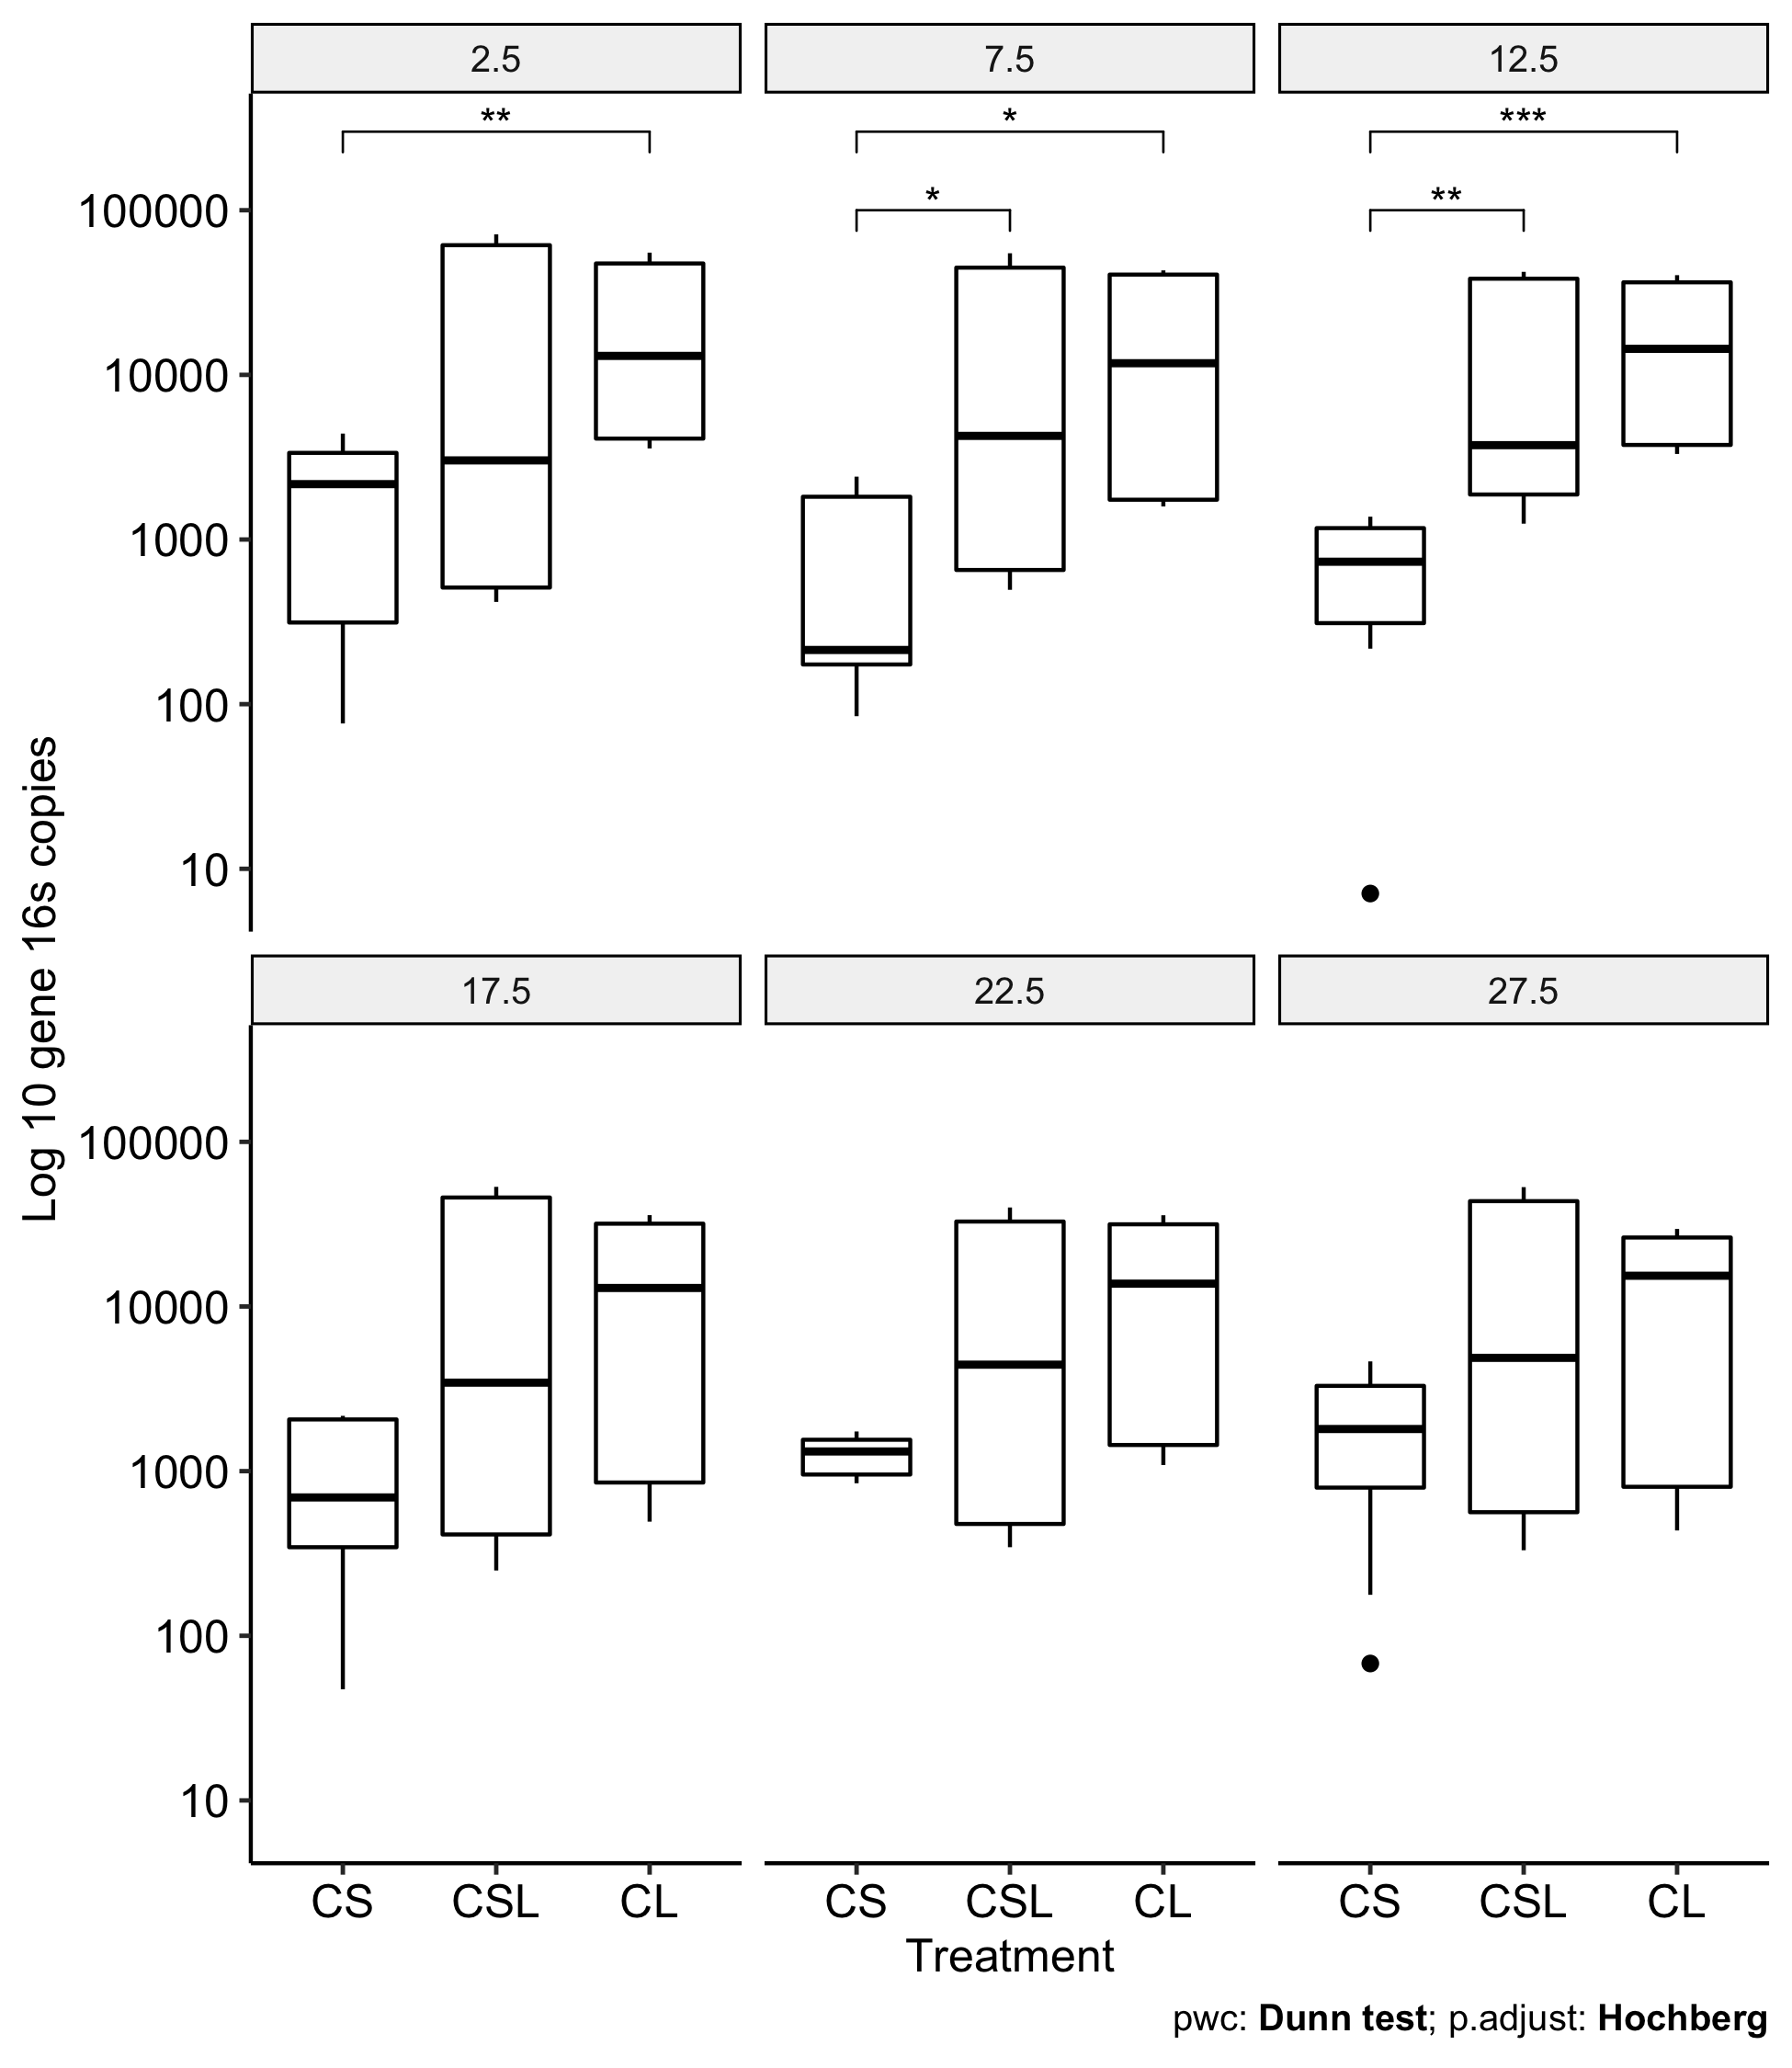 2.5 7.5 12.5
** * ***
* **
100000
10000
1000
100
10
Log 10 gene 16s copies
17.5 22.5 27.5
100000
10000
1000
100
10
CS CSL CL CS CSL CL CS CSL CL
Treatment
pwc: Dunn test; p.adjust: Hochberg